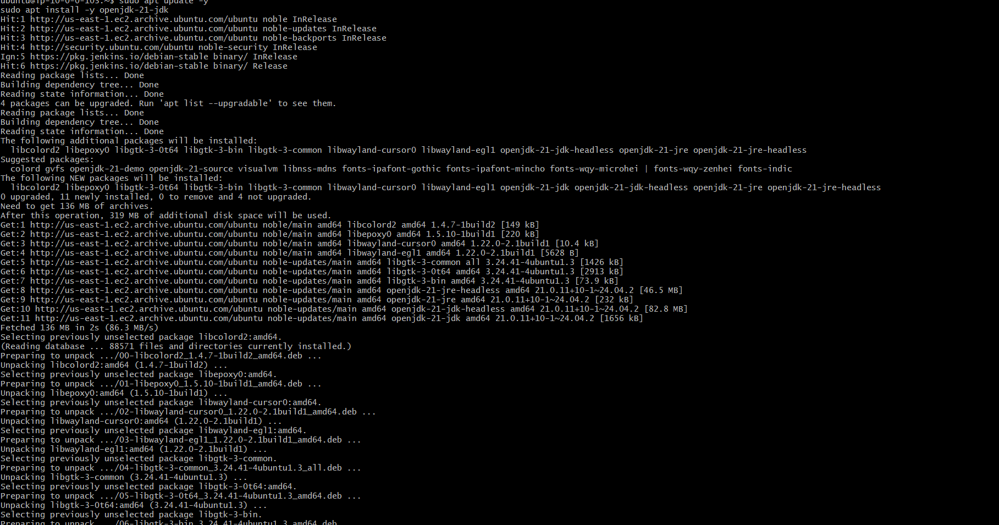 ubuntu@ip-10-0-0-103:~$ sudo apt update -y
sudo apt install -y openjdk-21-jdk
Hit:1 http://us-east-1.ec2.archive.ubuntu.com/ubuntu noble InRelease
Hit:2 http://us-east-1.ec2.archive.ubuntu.com/ubuntu noble-updates InRelease
Hit:3 http://us-east-1.ec2.archive.ubuntu.com/ubuntu noble-backports InRelease
Hit:4 http://security.ubuntu.com/ubuntu noble-security InRelease
Ign:5 https://pkg.jenkins.io/debian-stable binary/ InRelease
Hit:6 https://pkg.jenkins.io/debian-stable binary/ Release
Reading package lists... Done
Building dependency tree... Done
Reading state information... Done
4 packages can be upgraded. Run 'apt list --upgradable' to see them.
Reading package lists... Done
Building dependency tree... Done
Reading state information... Done
The following additional packages will be installed:
  libcolord2 libepoxy0 libgtk-3-0t64 libgtk-3-bin libgtk-3-common libwayland-cursor0 libwayland-egl1 openjdk-21-jdk-headless openjdk-21-jre openjdk-21-jre-headless
Suggested packages:
  colord gvfs openjdk-21-demo openjdk-21-source visualvm libnss-mdns fonts-ipafont-gothic fonts-ipafont-mincho fonts-wqy-microhei | fonts-wqy-zenhei fonts-indic
The following NEW packages will be installed:
  libcolord2 libepoxy0 libgtk-3-0t64 libgtk-3-bin libgtk-3-common libwayland-cursor0 libwayland-egl1 openjdk-21-jdk openjdk-21-jdk-headless openjdk-21-jre openjdk-21-jre-headless
0 upgraded, 11 newly installed, 0 to remove and 4 not upgraded.
Need to get 136 MB of archives.
After this operation, 319 MB of additional disk space will be used.
Get:1 http://us-east-1.ec2.archive.ubuntu.com/ubuntu noble/main amd64 libcolord2 amd64 1.4.7-1build2 [149 kB]
Get:2 http://us-east-1.ec2.archive.ubuntu.com/ubuntu noble/main amd64 libepoxy0 amd64 1.5.10-1build1 [220 kB]
Get:3 http://us-east-1.ec2.archive.ubuntu.com/ubuntu noble/main amd64 libwayland-cursor0 amd64 1.22.0-2.1build1 [10.4 kB]
Get:4 http://us-east-1.ec2.archive.ubuntu.com/ubuntu noble/main amd64 libwayland-egl1 amd64 1.22.0-2.1build1 [5628 B]
Get:5 http://us-east-1.ec2.archive.ubuntu.com/ubuntu noble-updates/main amd64 libgtk-3-common all 3.24.41-4ubuntu1.3 [1426 kB]
Get:6 http://us-east-1.ec2.archive.ubuntu.com/ubuntu noble-updates/main amd64 libgtk-3-0t64 amd64 3.24.41-4ubuntu1.3 [2913 kB]
Get:7 http://us-east-1.ec2.archive.ubuntu.com/ubuntu noble-updates/main amd64 libgtk-3-bin amd64 3.24.41-4ubuntu1.3 [73.9 kB]
Get:8 http://us-east-1.ec2.archive.ubuntu.com/ubuntu noble-updates/main amd64 openjdk-21-jre-headless amd64 21.0.11+10-1~24.04.2 [46.5 MB]
Get:9 http://us-east-1.ec2.archive.ubuntu.com/ubuntu noble-updates/main amd64 openjdk-21-jre amd64 21.0.11+10-1~24.04.2 [232 kB]
Get:10 http://us-east-1.ec2.archive.ubuntu.com/ubuntu noble-updates/main amd64 openjdk-21-jdk-headless amd64 21.0.11+10-1~24.04.2 [82.8 MB]
Get:11 http://us-east-1.ec2.archive.ubuntu.com/ubuntu noble-updates/main amd64 openjdk-21-jdk amd64 21.0.11+10-1~24.04.2 [1656 kB]
Fetched 136 MB in 2s (86.3 MB/s)
Selecting previously unselected package libcolord2:amd64.
(Reading database ... 88571 files and directories currently installed.)
Preparing to unpack .../00-libcolord2_1.4.7-1build2_amd64.deb ...
Unpacking libcolord2:amd64 (1.4.7-1build2) ...
Selecting previously unselected package libepoxy0:amd64.
Preparing to unpack .../01-libepoxy0_1.5.10-1build1_amd64.deb ...
Unpacking libepoxy0:amd64 (1.5.10-1build1) ...
Selecting previously unselected package libwayland-cursor0:amd64.
Preparing to unpack .../02-libwayland-cursor0_1.22.0-2.1build1_amd64.deb ...
Unpacking libwayland-cursor0:amd64 (1.22.0-2.1build1) ...
Selecting previously unselected package libwayland-egl1:amd64.
Preparing to unpack .../03-libwayland-egl1_1.22.0-2.1build1_amd64.deb ...
Unpacking libwayland-egl1:amd64 (1.22.0-2.1build1) ...
Selecting previously unselected package libgtk-3-common.
Preparing to unpack .../04-libgtk-3-common_3.24.41-4ubuntu1.3_all.deb ...
Unpacking libgtk-3-common (3.24.41-4ubuntu1.3) ...
Selecting previously unselected package libgtk-3-0t64:amd64.
Preparing to unpack .../05-libgtk-3-0t64_3.24.41-4ubuntu1.3_amd64.deb ...
Unpacking libgtk-3-0t64:amd64 (3.24.41-4ubuntu1.3) ...
Selecting previously unselected package libgtk-3-bin.
Preparing to unpack .../06-libgtk-3-bin_3.24.41-4ubuntu1.3_amd64.deb